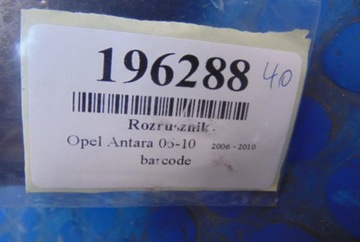 196288 40
Rozrusznik-
Opel Antara 06-10 2006 - 2010
barcode